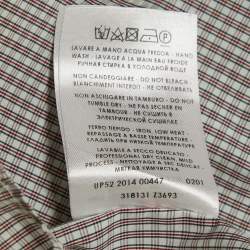 LAVARE A MANO ACQUA FREDDA - HAND
WASH - LAVAGE A LA MAIN EAU FROIDE
РУЧНАЯ СТИРКА В ХОЛОДНОЙ ВОДЕ
NON CANDEGGIARE - DO NOT BLEACH
BLANCHIMENT INTERDIT - НЕ ОТБЕЛИВАТЬ
NON ASCIUGARE IN TAMBURO - DO NOT
TUMBLE DRY - NE PAS SECHER EN
TAMBOUR - НЕ СУШИТЬ В
ЭЛЕКТРИЧЕСКОЙ СУШИЛКЕ
FERRO TIEPIDO - IRON, LOW HEAT -
REPASSAGE A BASSE TEMPERATURE
ГЛАДИТЬ ПРИ НИЗКОЙ ТЕМПЕРАТУРЕ
LAVABILE A SECCO DELICATO -
PROFESSIONAL DRY CLEAN, MILD
PROCESS - NETTOYAGE A SEC DELICAT -
МЯГКАЯ ХИМЧИСТКА
UP52 2014 00447 0201
318131 Z3693